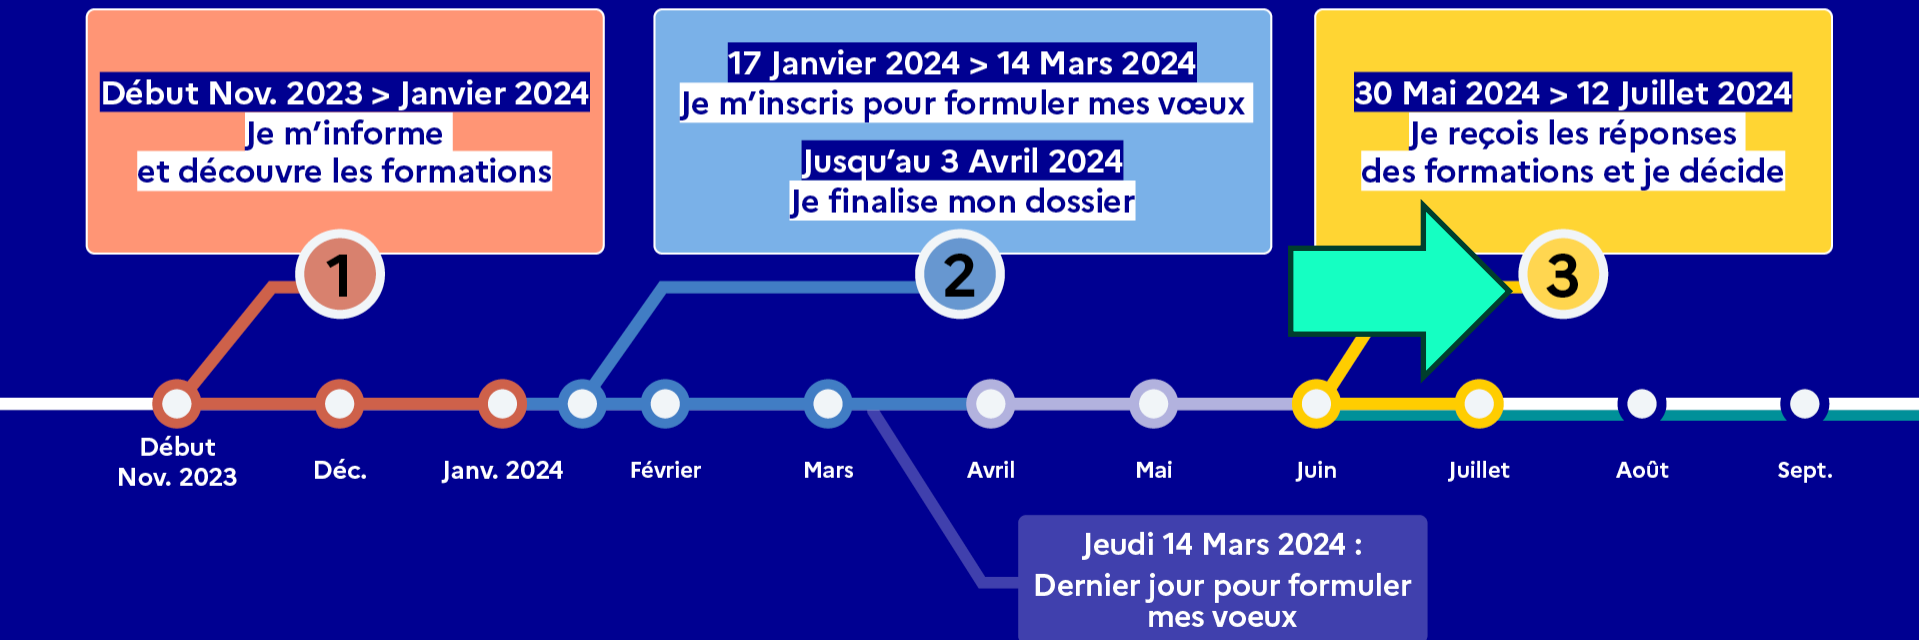 Début Nov. 2023 > Janvier 2024
Je m’informe
et découvre les formations
1
17 Janvier 2024 > 14 Mars 2024
Je m’inscris pour formuler mes vœux
Jusqu’au 3 Avril 2024
Je finalise mon dossier
2
30 Mai 2024 > 12 Juillet 2024
Je reçois les réponses
des formations et je décide
3
Début
Nov. 2023
Déc.
Janv. 2024
Février
Mars
Avril
Mai
Juin
Juillet
Août
Sept.
Jeudi 14 Mars 2024 :
Dernier jour pour formuler
mes voeux